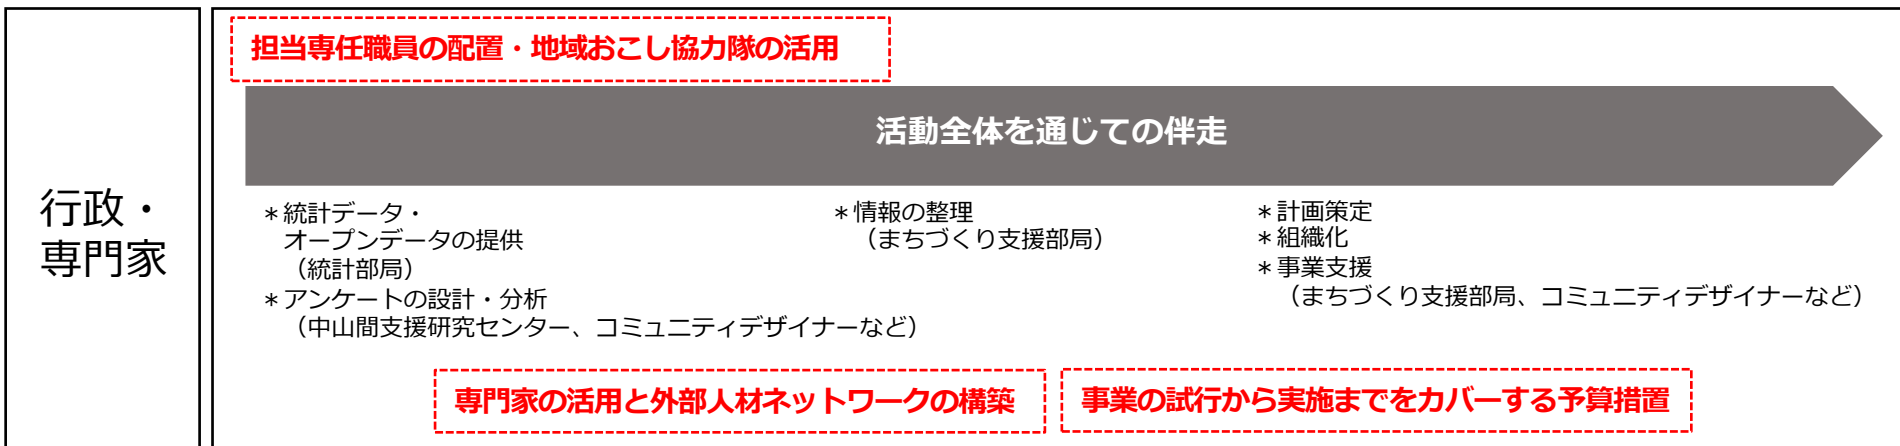 行政・
専門家
担当専任職員の配置・地域おこし協力隊の活用
活動全体を通じての伴走
＊統計データ・
オープンデータの提供
（統計部局）
＊アンケートの設計・分析
（中山間支援研究センター、コミュニティデザイナーなど）
＊情報の整理
（まちづくり支援部局）
＊計画策定
＊組織化
＊事業支援
（まちづくり支援部局、コミュニティデザイナーなど）
専門家の活用と外部人材ネットワークの構築
事業の試行から実施までをカバーする予算措置